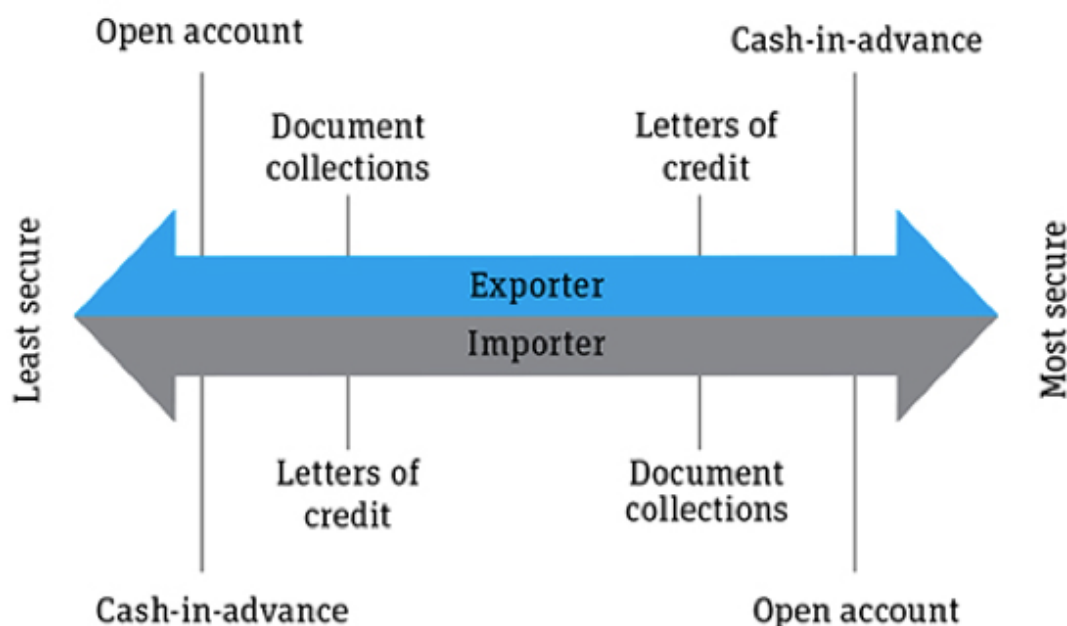 Open account
Cash-in-advance
Document
collections
Letters of
credit
Least secure
Exporter
Importer
Most secure
Letters of
credit
Document
collections
Cash-in-advance
Open account